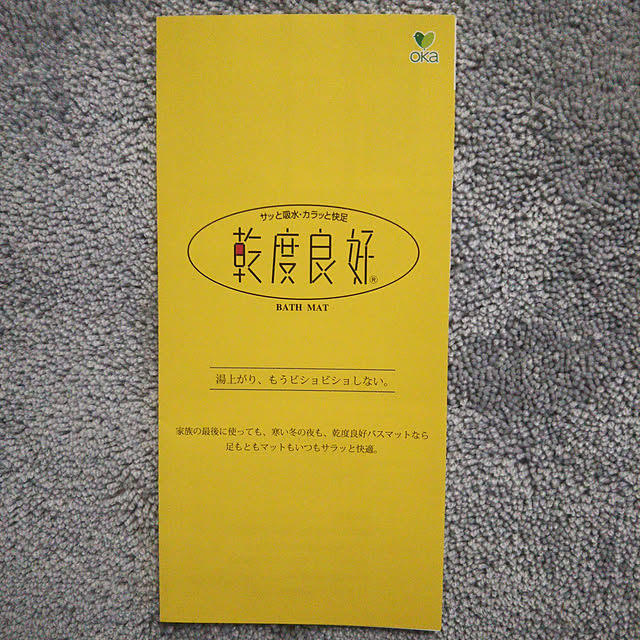 oka
サッと吸水・カラッと快足
乾度良好®
BATH MAT
湯上がり、もうビショビショしない。
家族の最後に使っても、寒い冬の夜も、乾度良好バスマットなら
足もともマットもいつもサラッと快適。